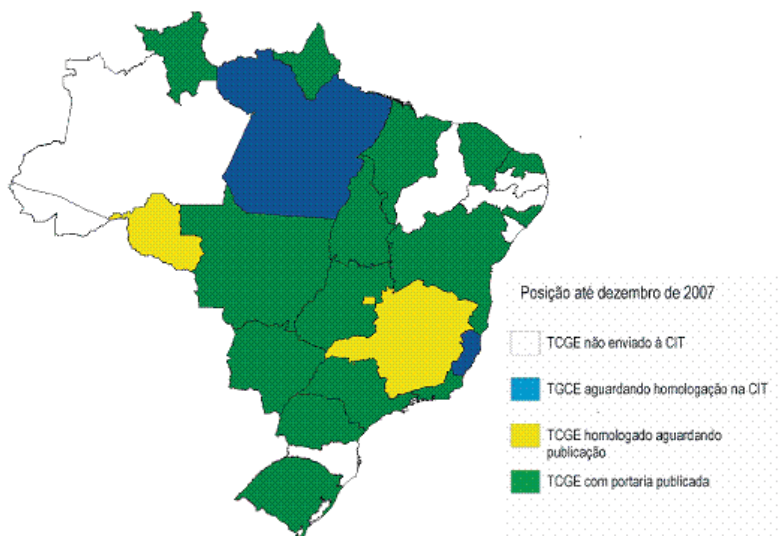 Posição até dezembro de 2007
TCGE não enviado à CIT
TGCE aguardando homologação na CIT
TCGE homologado aguardando
publicação
TCGE com portaria publicada